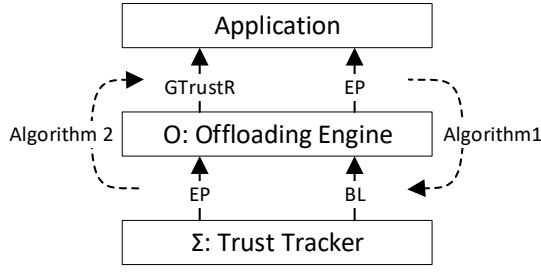 Application
GTrustR EP
Algorithm 2 O: Offloading Engine Algorithm1
EP BL
Σ: Trust Tracker